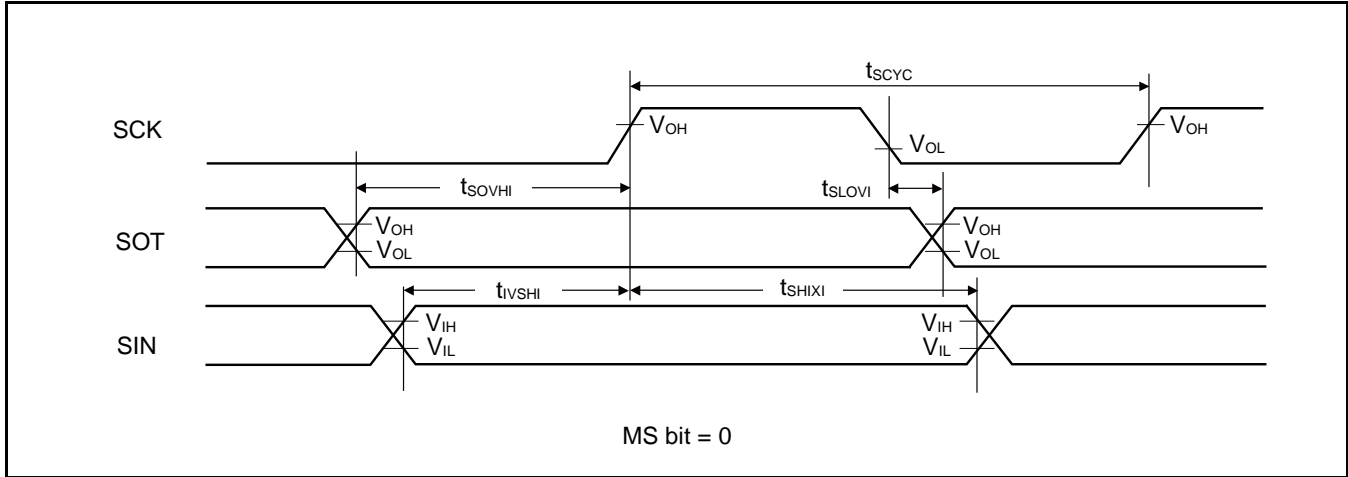 tSCYC
SCK
VOH
VOL
VOH
tSOVHI
tSLOVI
SOT
VOH
VOL
VOH
VOL
tIVSHI
tSHIXI
SIN
VIH
VIL
VIH
VIL
MS bit = 0